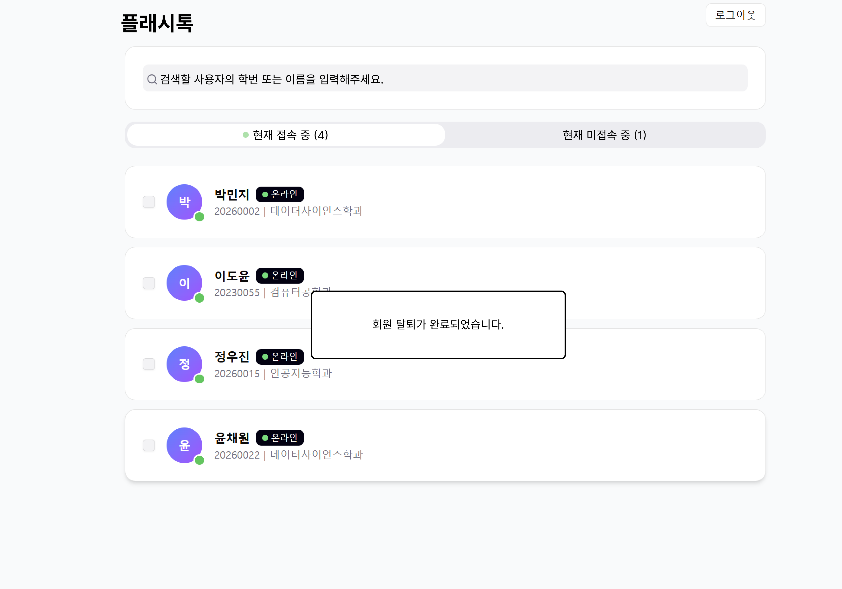 플래시톡
로그아웃
검색할 사용자의 학번 또는 이름을 입력해주세요.
현재 접속 중 (4)
현재 미접속 중 (1)
박
박민지
온라인
20260002 | 데이터사이언스학과
이
이도윤
온라인
20230055 | 컴퓨터공학과
회원 탈퇴가 완료되었습니다.
정
정우진
온라인
20260015 | 인공지능학과
윤
윤채원
온라인
20260022 | 데이터사이언스학과